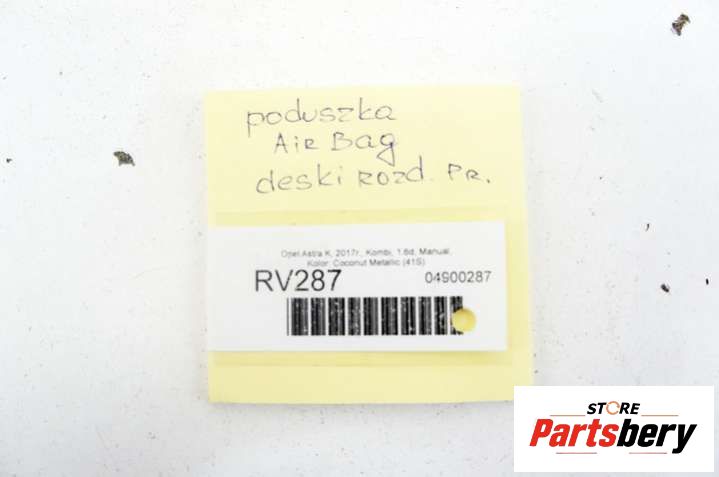 poduszka
Air Bag
deski rozd. Pr.
Opel Astra K, 2017r., Kombi, 1.6d, Manual,
Kolor: Coconut Metallic (41S)
RV287 04900287
STORE
Partsbery